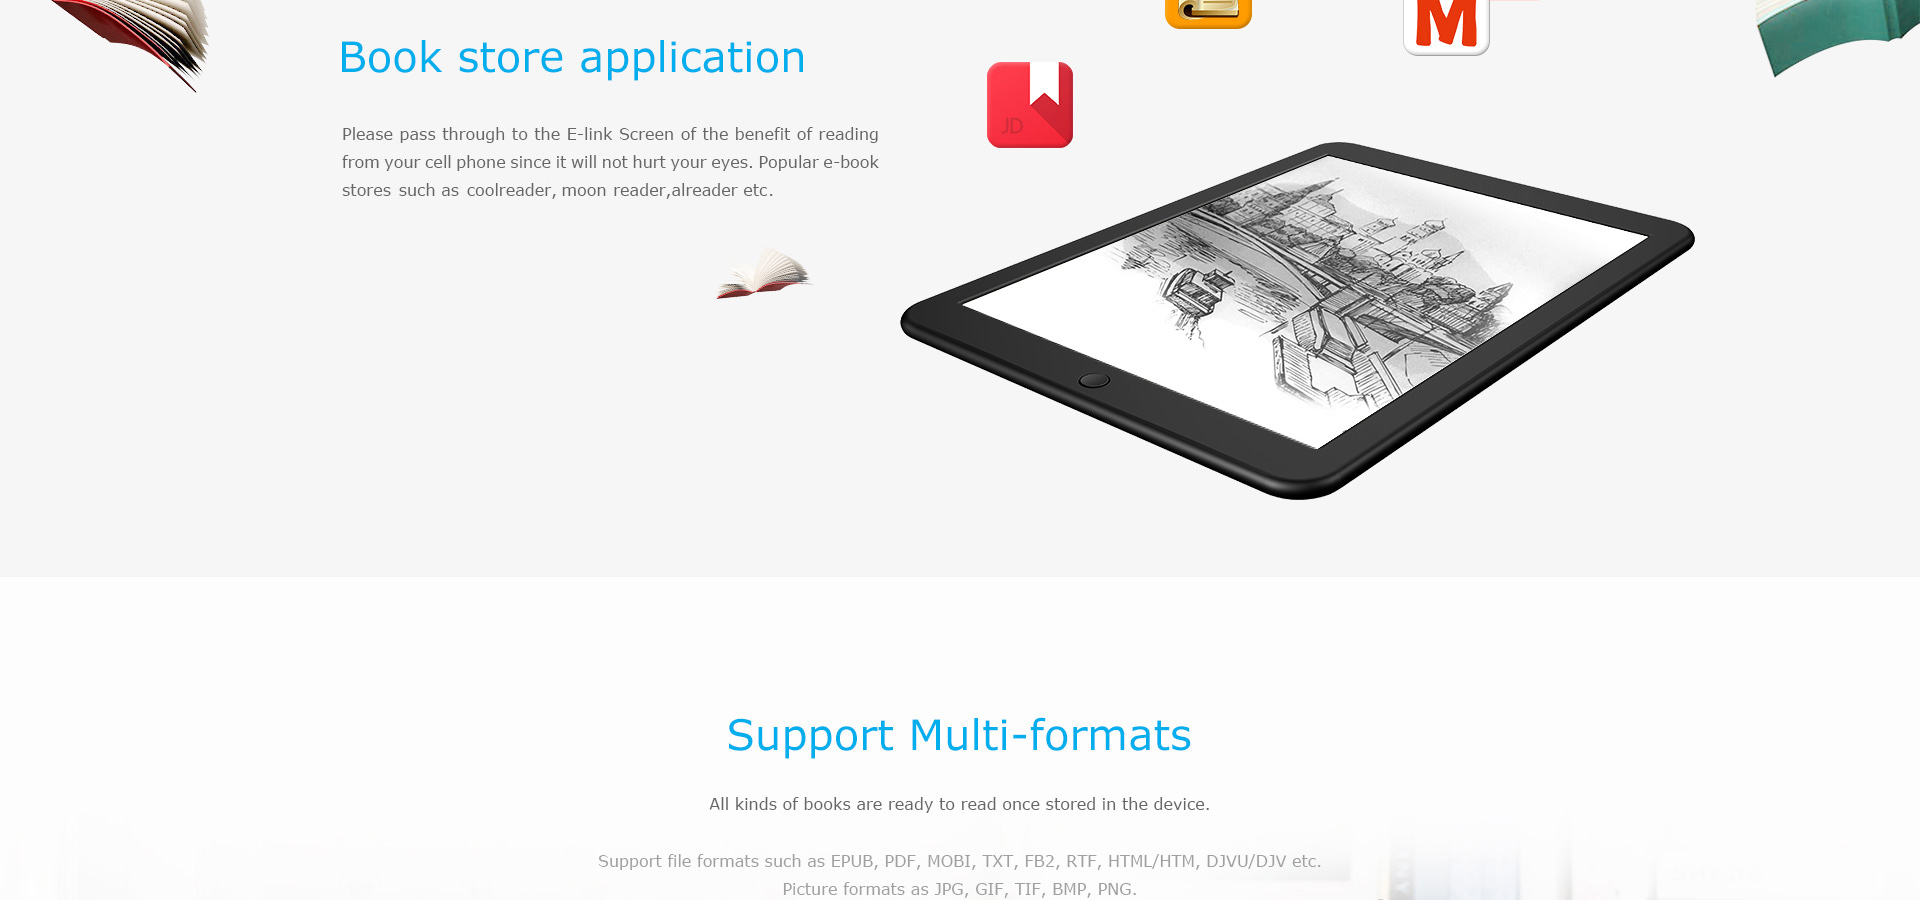 M
Book store application
JD
Please pass through to the E-link Screen of the benefit of reading
from your cell phone since it will not hurt your eyes. Popular e-book
stores such as coolreader, moon reader,alreader etc.
Support Multi-formats
All kinds of books are ready to read once stored in the device.
Support file formats such as EPUB, PDF, MOBI, TXT, FB2, RTF, HTML/HTM, DJVU/DJV etc.
Picture formats as JPG, GIF, TIF, BMP, PNG.